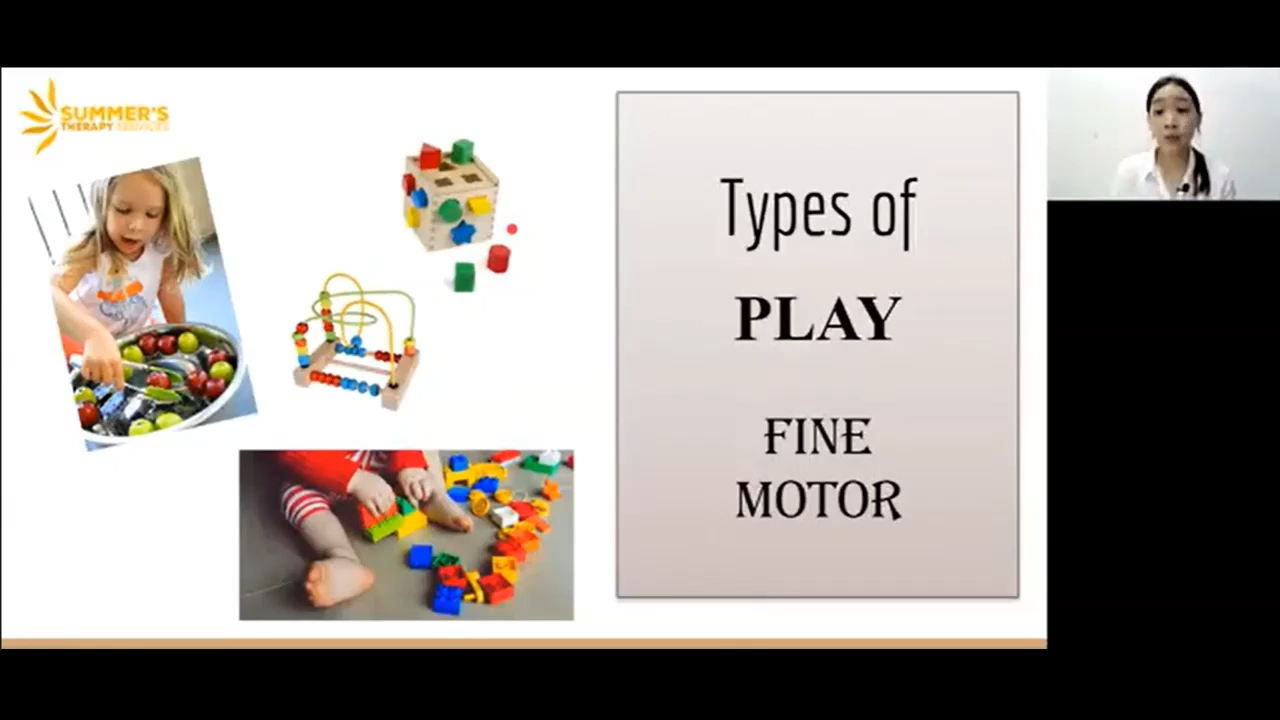 SUMMER'S
THERAPY SERVICES
Types of
PLAY
FINE
MOTOR